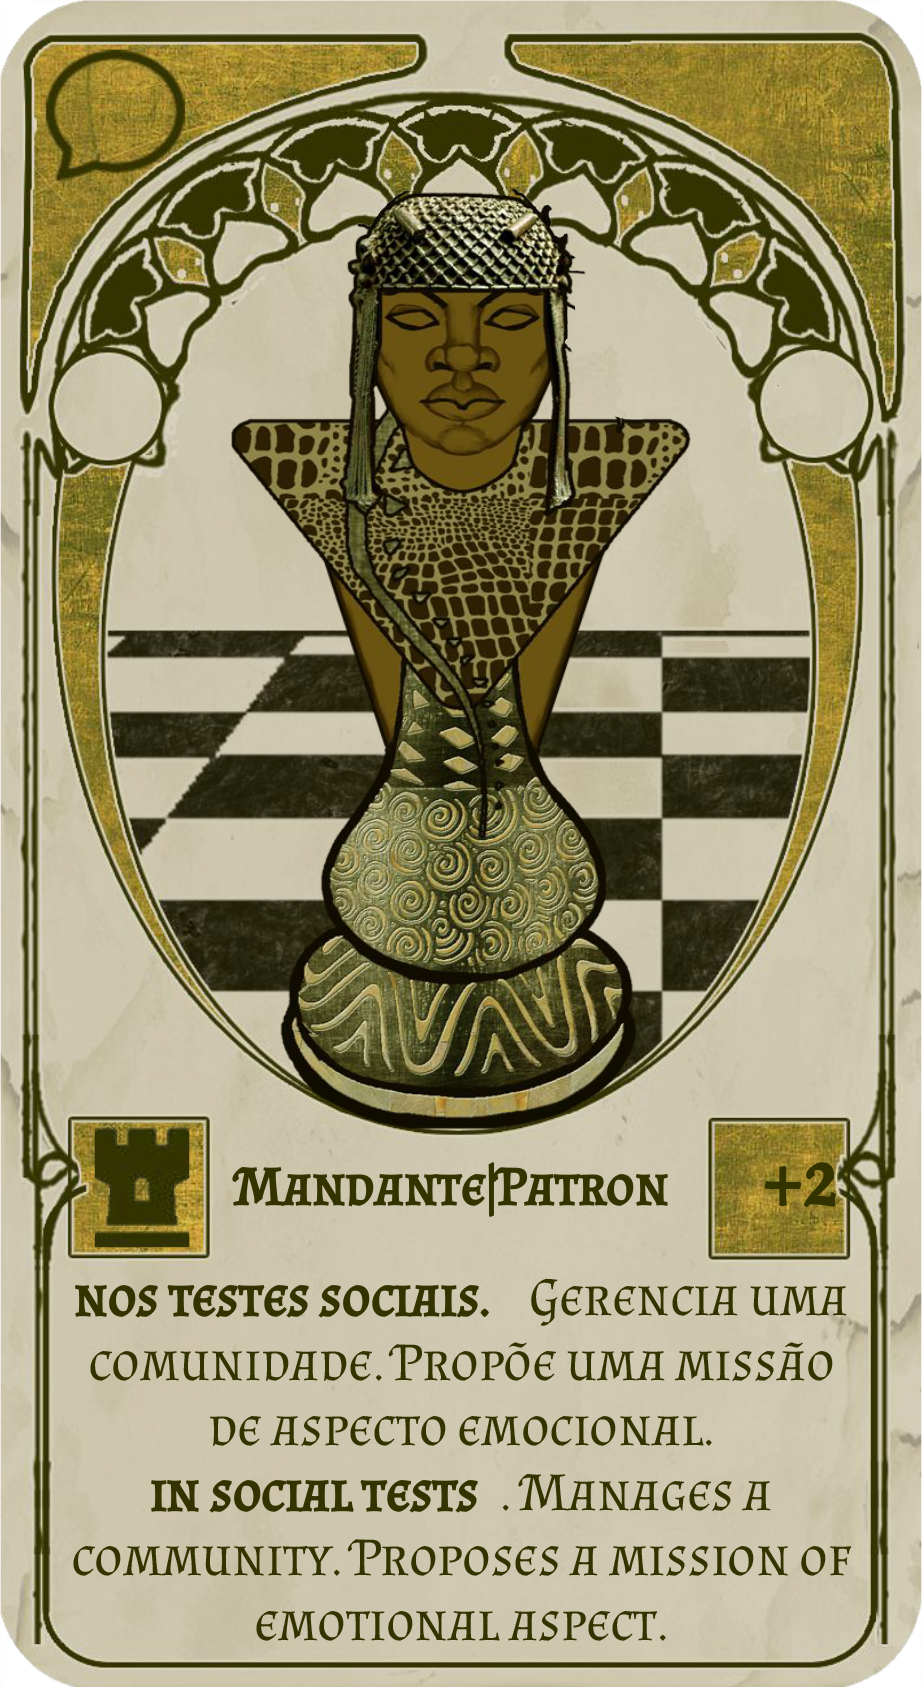 Mandante|Patron
+2
NOS TESTES SOCIAIS. Gerencia uma
comunidade. Propõe uma missão
de aspecto emocional.
IN SOCIAL TESTS . Manages a
community. Proposes a mission of
emotional aspect.